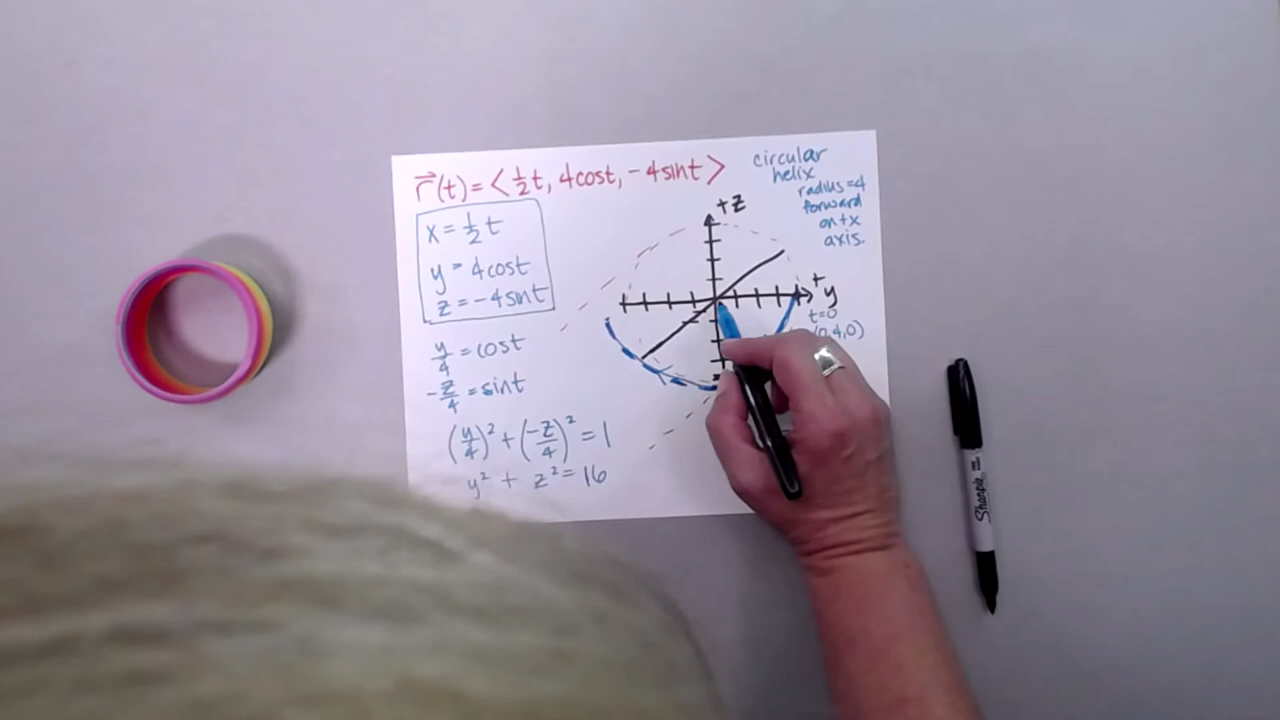 r⃗(t) = <½t, 4cost, -4sint>
x = ½t
y = 4cost
z = -4sint
y/4 = cost
-z/4 = sint
(y/4)² + (-z/4)² = 1
y² + z² = 16
circular
helix
radius=4
forward
on +x
axis.
+z
+y
t=0
(0,4,0)
Sharpie